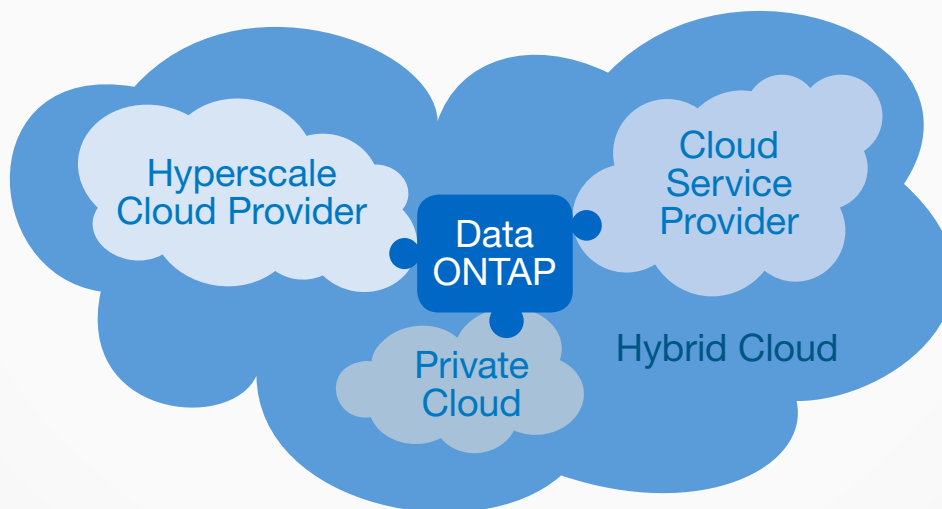 Hyperscale
Cloud Provider
Cloud
Service
Provider
Data
ONTAP
Private
Cloud
Hybrid Cloud